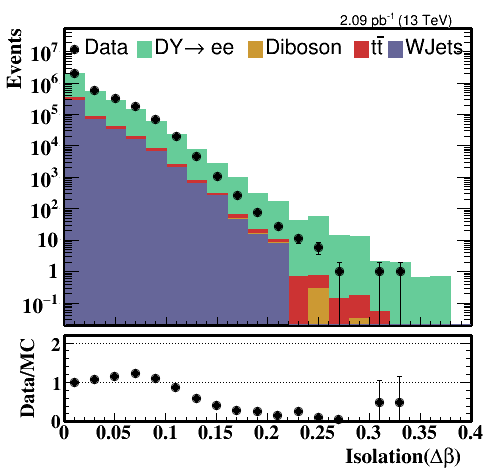 2.09 pb⁻¹ (13 TeV)
Events
Data DY→ ee Diboson tt̄ WJets
10⁷
10⁶
10⁵
10⁴
10³
10²
10
1
10⁻¹
Data/MC
2
1
0
0 0.05 0.1 0.15 0.2 0.25 0.3 0.35 0.4
Isolation(Δβ)